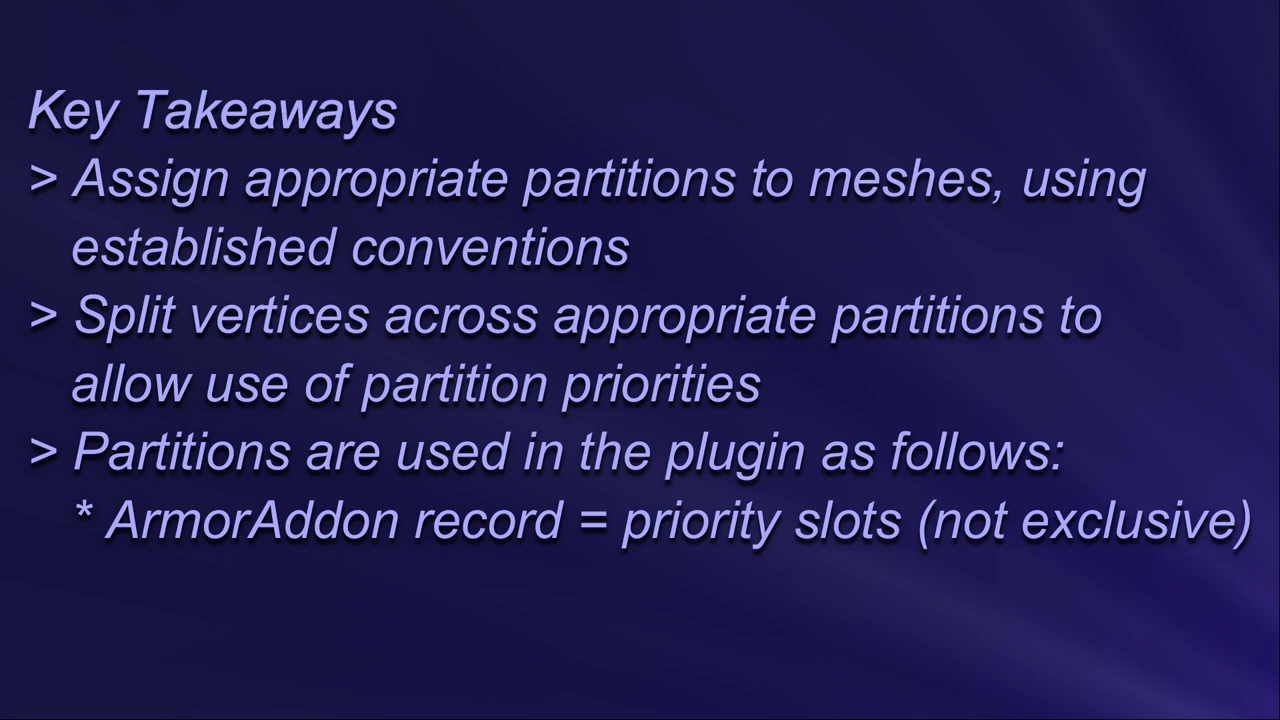 Key Takeaways
> Assign appropriate partitions to meshes, using
established conventions
> Split vertices across appropriate partitions to
allow use of partition priorities
> Partitions are used in the plugin as follows:
* ArmorAddon record = priority slots (not exclusive)